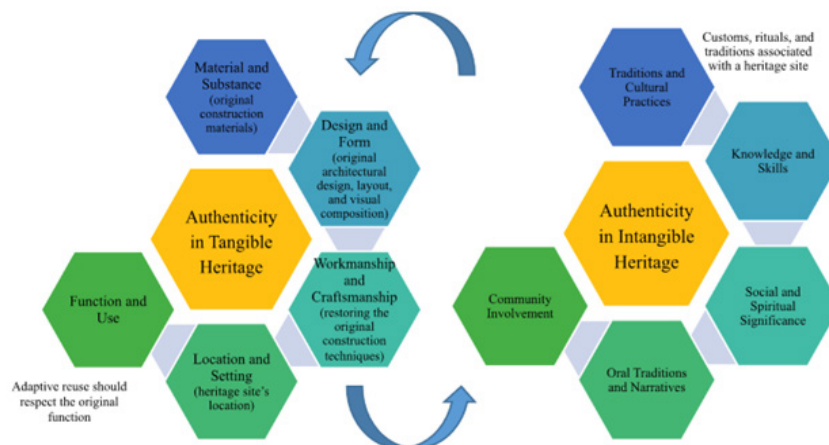 Material and
Substance
(original
construction
materials)
Design and
Form
(original
architectural
design, layout,
and visual
composition)
Authenticity
in Tangible
Heritage
Workmanship
and
Craftsmanship
(restoring the
original
construction
techniques)
Function and
Use
Location and
Setting
(heritage site's
location)
Adaptive reuse should
respect the original
function
Customs, rituals, and
traditions associated
with a heritage site
Traditions and
Cultural
Practices
Knowledge and
Skills
Authenticity
in Intangible
Heritage
Social and
Spiritual
Significance
Community
Involvement
Oral Traditions
and Narratives